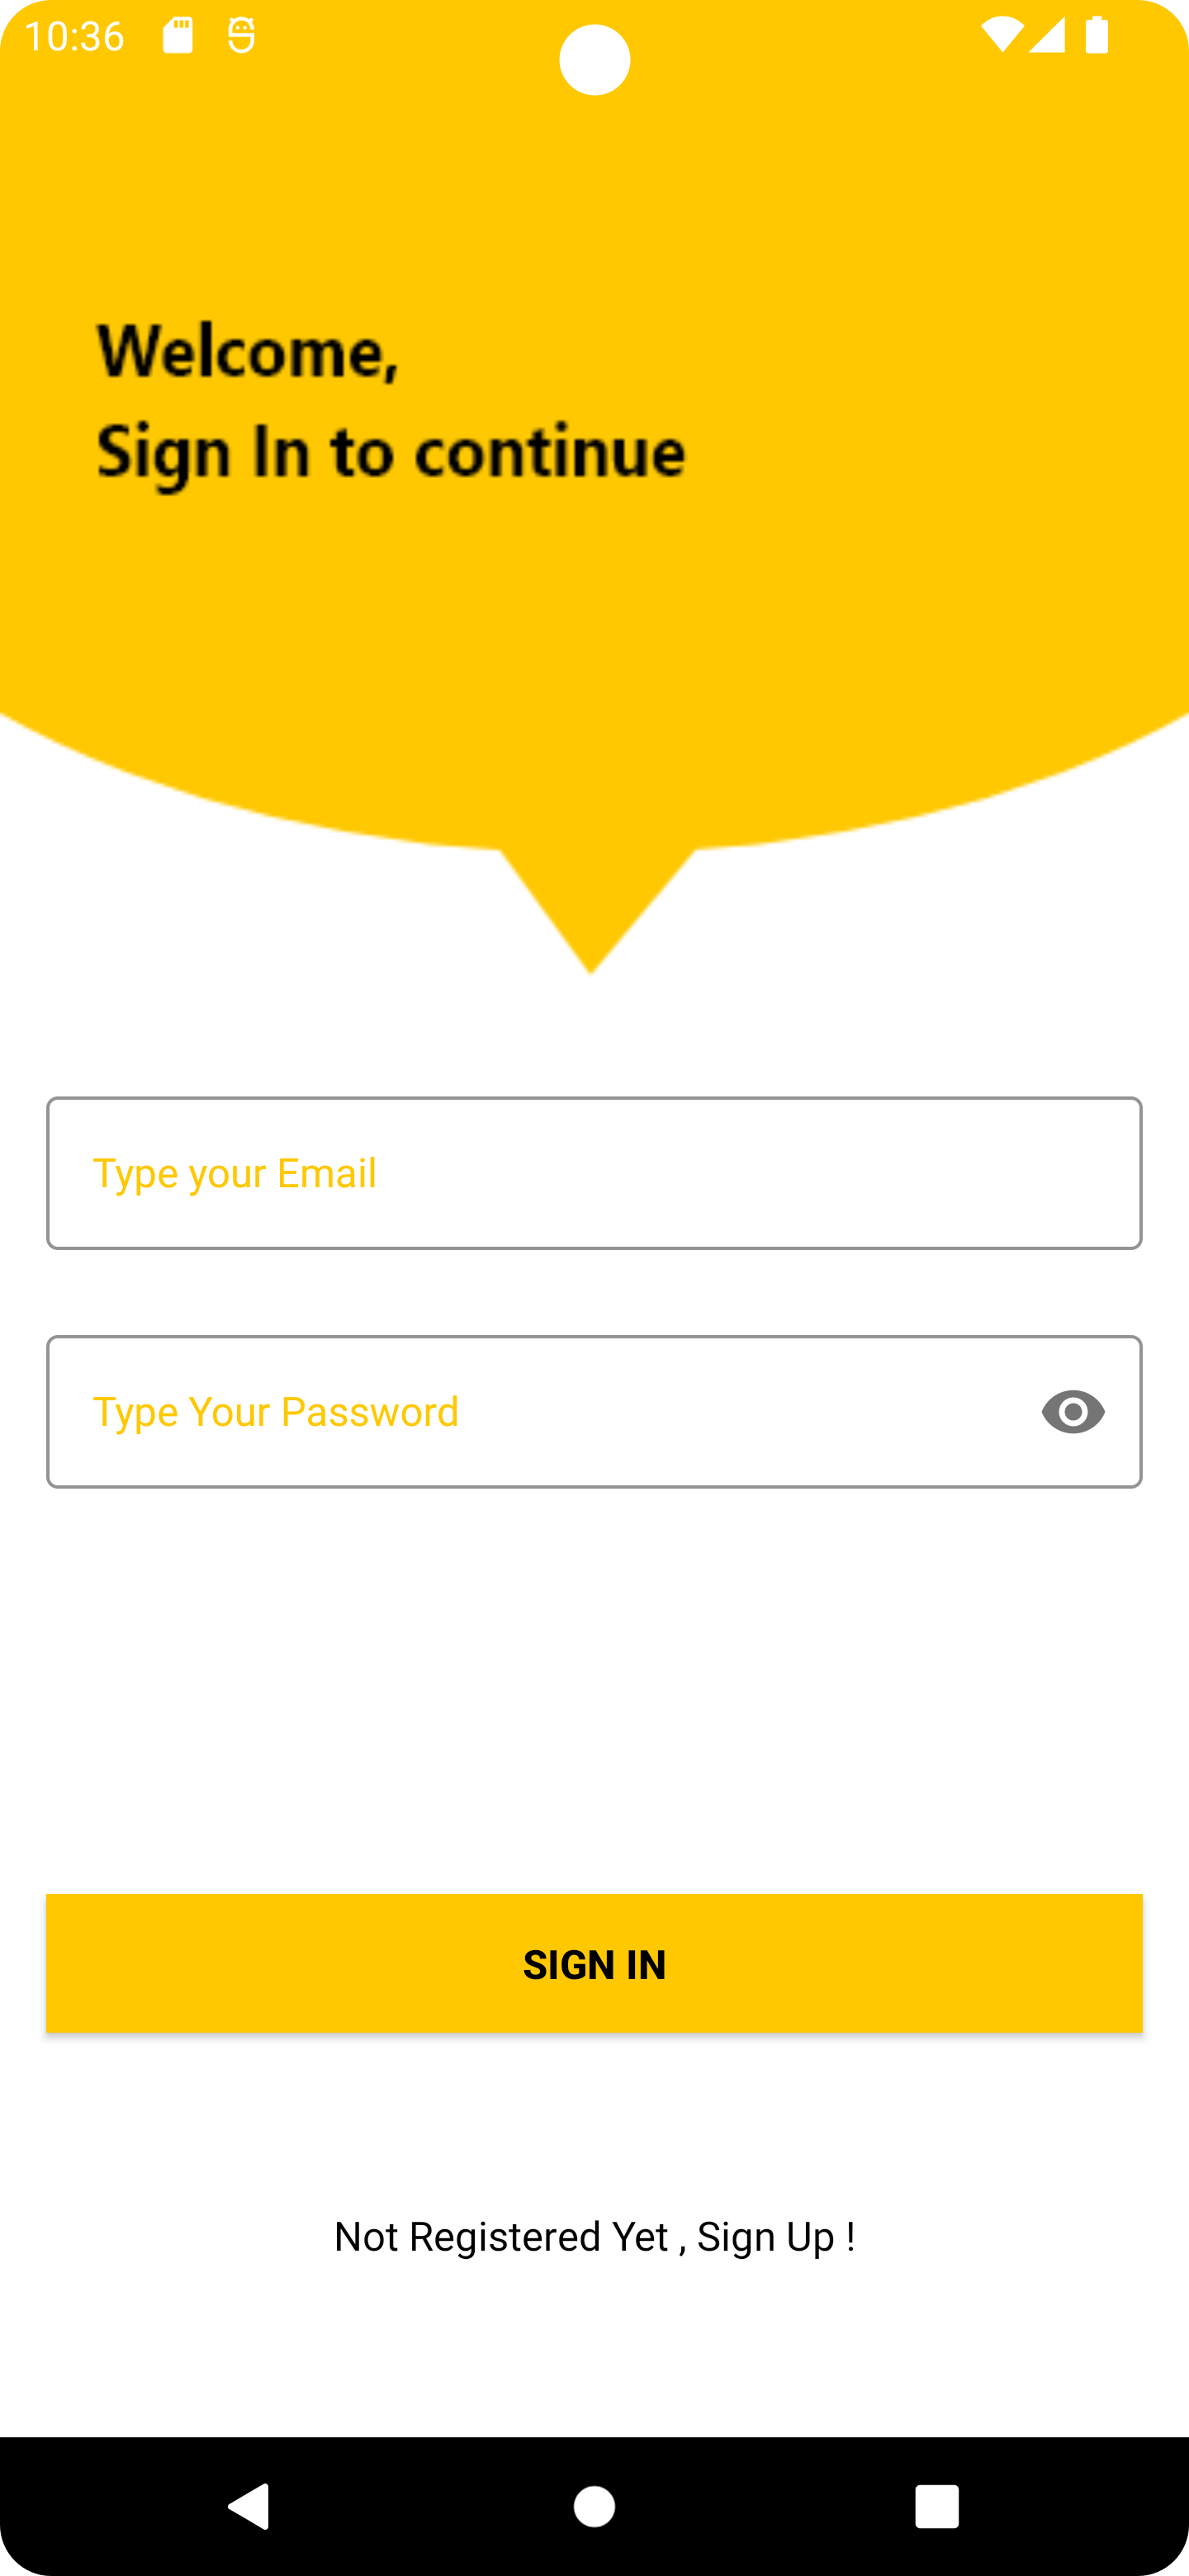 10:36
Welcome,
Sign In to continue
Type your Email
Type Your Password
SIGN IN
Not Registered Yet , Sign Up !